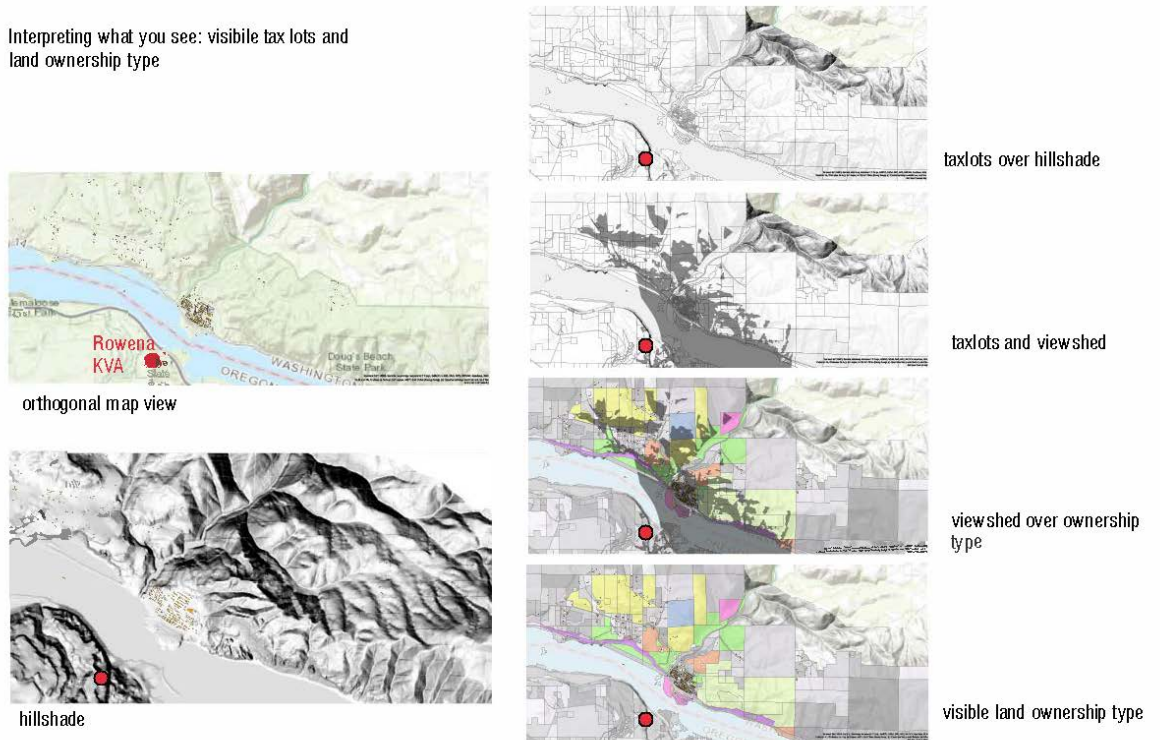 Interpreting what you see: visibile tax lots and
land ownership type
Rowena
KVA
WASHINGTON
OREGON
Doug's Beach
State Park
State
orthogonal map view
hillshade
taxlots over hillshade
taxlots and viewshed
viewshed over ownership
type
visible land ownership type